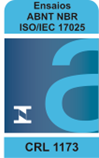 Ensaios
ABNT NBR
ISO/IEC 17025
CRL 1173